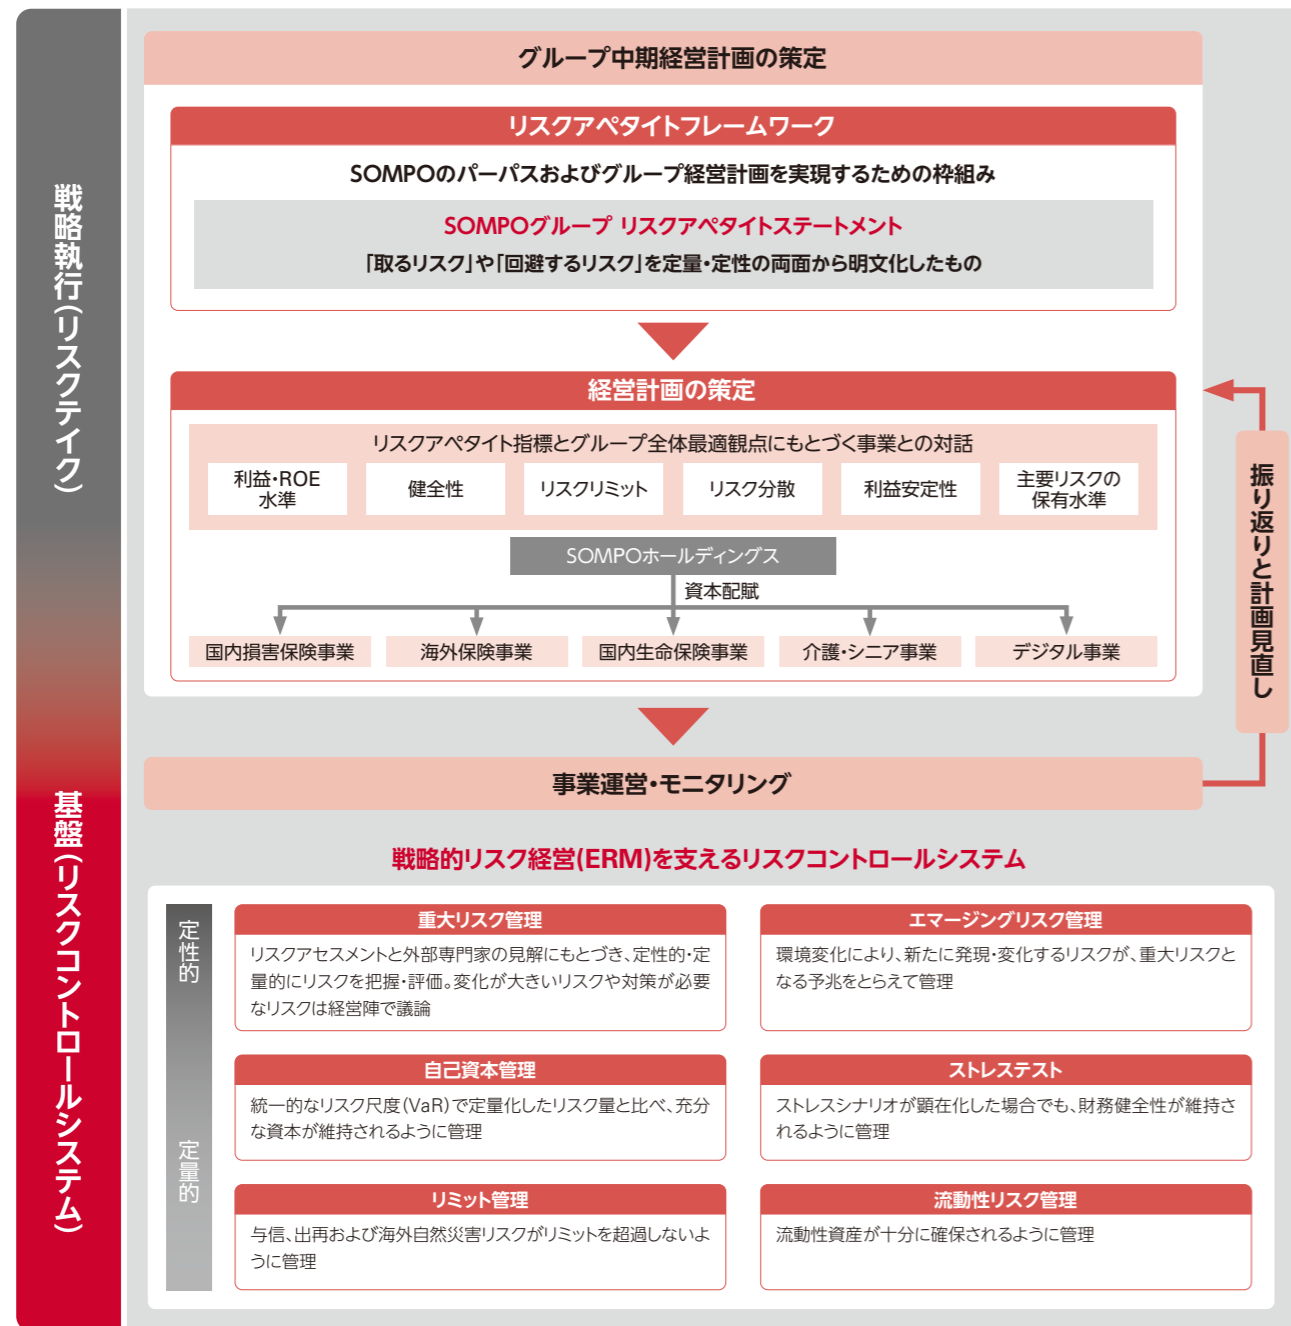 戦略執行(リスクテイク)
基盤(リスクコントロールシステム)
グループ中期経営計画の策定
リスクアペタイトフレームワーク
SOMPOのパーパスおよびグループ経営計画を実現するための枠組み
SOMPOグループ リスクアペタイトステートメント
「取るリスク」や「回避するリスク」を定量・定性の両面から明文化したもの
経営計画の策定
リスクアペタイト指標とグループ全体最適観点にもとづく事業との対話
利益・ROE
水準
健全性
リスクリミット
リスク分散
利益安定性
主要リスクの
保有水準
SOMPOホールディングス
資本配賦
国内損害保険事業
海外保険事業
国内生命保険事業
介護・シニア事業
デジタル事業
振り返りと計画見直し
事業運営・モニタリング
戦略的リスク経営(ERM)を支えるリスクコントロールシステム
定性的
定量的
重大リスク管理
リスクアセスメントと外部専門家の見解にもとづき、定性的・定
量的にリスクを把握・評価。変化が大きいリスクや対策が必要
なリスクは経営陣で議論
エマージングリスク管理
環境変化により、新たに発現・変化するリスクが、重大リスクと
なる予兆をとらえて管理
自己資本管理
統一的なリスク尺度(VaR)で定量化したリスク量と比べ、充分
な資本が維持されるように管理
ストレステスト
ストレスシナリオが顕在化した場合でも、財務健全性が維持さ
れるように管理
リミット管理
与信、出再および海外自然災害リスクがリミットを超過しないよ
うに管理
流動性リスク管理
流動性資産が十分に確保されるように管理